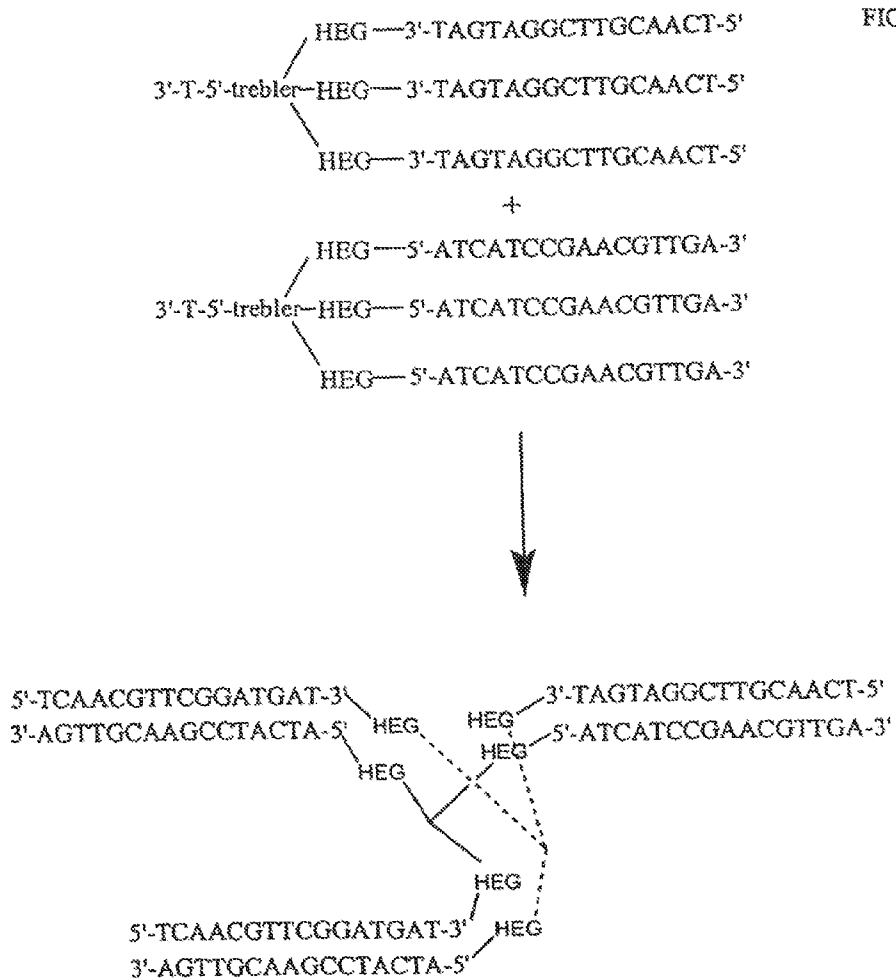 FIG
HEG—3'-TAGTAGGCTTGCAACT-5'
3'-T-5'-trebler—HEG—3'-TAGTAGGCTTGCAACT-5'
HEG—3'-TAGTAGGCTTGCAACT-5'
+
HEG—5'-ATCATCCGAACGTTGA-3'
3'-T-5'-trebler—HEG—5'-ATCATCCGAACGTTGA-3'
HEG—5'-ATCATCCGAACGTTGA-3'
5'-TCAACGTTCGGATGAT-3' HEG HEG 3'-TAGTAGGCTTGCAACT-5'
3'-AGTTGCAAGCCTACTA-5' HEG HEG 5'-ATCATCCGAACGTTGA-3'
5'-TCAACGTTCGGATGAT-3' HEG
3'-AGTTGCAAGCCTACTA-5' HEG